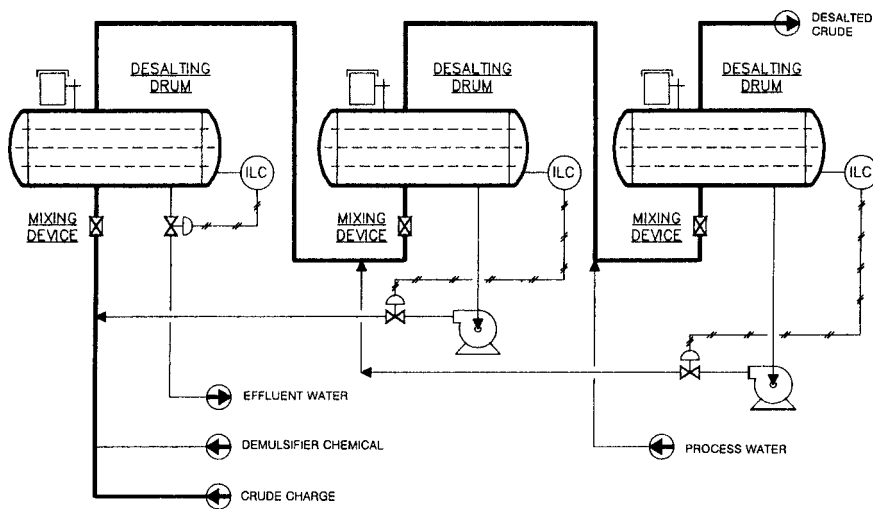 DESALTED
CRUDE
DESALTING
DRUM
DESALTING
DRUM
DESALTING
DRUM
ILC
ILC
ILC
MIXING
DEVICE
MIXING
DEVICE
MIXING
DEVICE
EFFLUENT WATER
DEMULSIFIER CHEMICAL
PROCESS WATER
CRUDE CHARGE